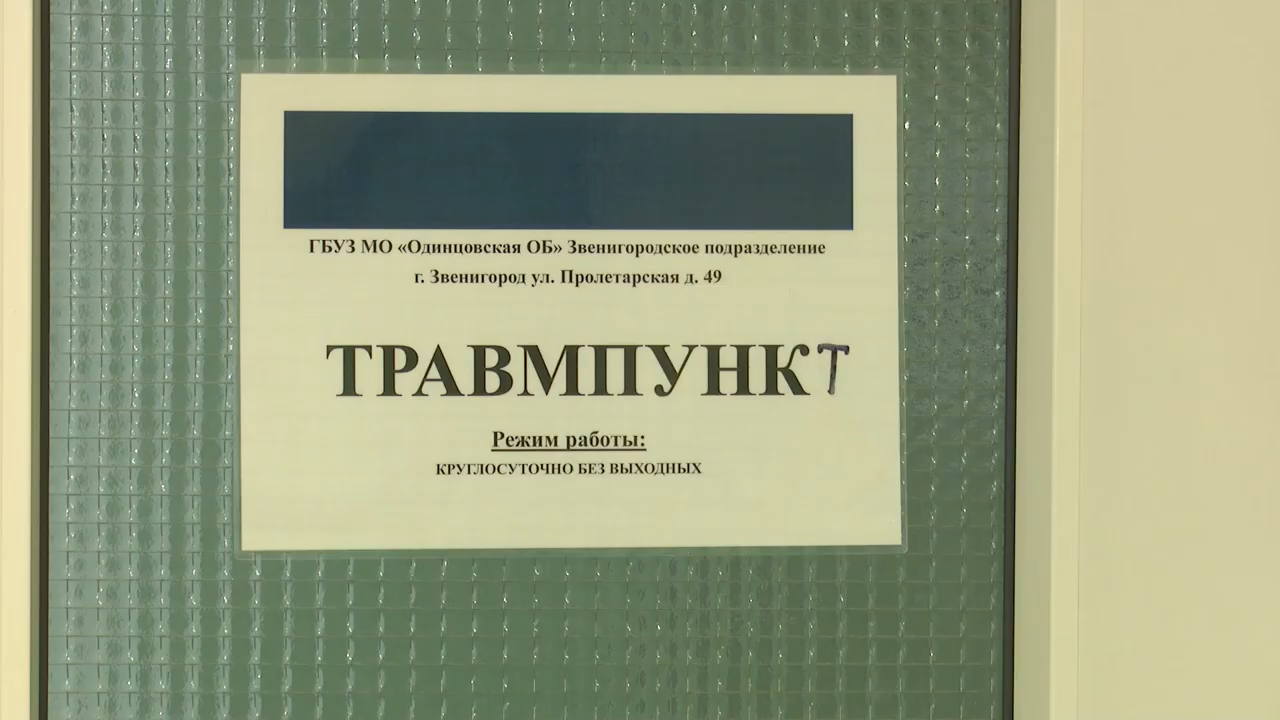 ГБУЗ МО «Одинцовская ОБ» Звенигородское подразделение
г. Звенигород ул. Пролетарская д. 49
ТРАВМПУНКТ
Режим работы:
КРУГЛОСУТОЧНО БЕЗ ВЫХОДНЫХ